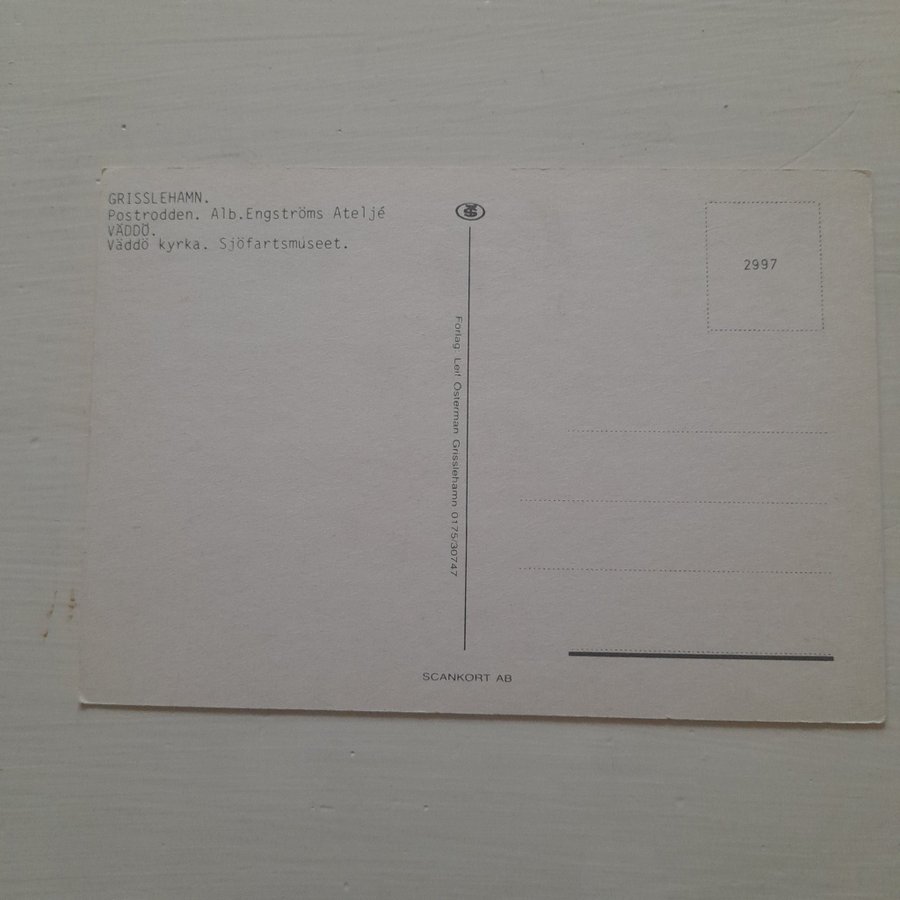 GRISSLEHAMN.
Postrodden. Alb.Engströms Ateljé
VÄDDÖ.
Väddö kyrka. Sjöfartsmuseet.
2997
Förlag: Leif Österman Grisslehamn 0175/30747
SCANKORT AB